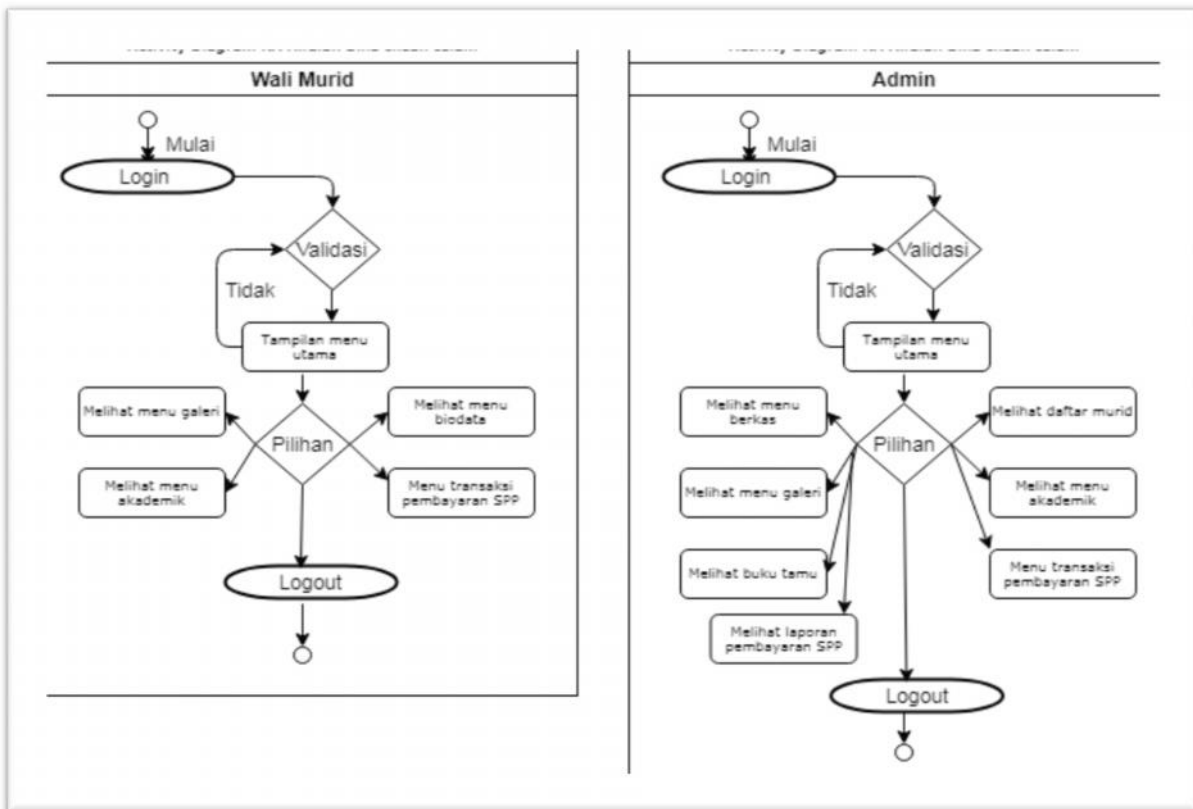 Wali Murid
Mulai
Login
Validasi
Tidak
Tampilan menu
utama
Melihat menu galeri
Melihat menu
biodata
Pilihan
Melihat menu
akademik
Menu transaksi
pembayaran SPP
Logout
Admin
Mulai
Login
Validasi
Tidak
Tampilan menu
utama
Melihat menu
berkas
Melihat daftar murid
Pilihan
Melihat menu galeri
Melihat menu
akademik
Melihat buku tamu
Menu transaksi
pembayaran SPP
Melihat laporan
pembayaran SPP
Logout